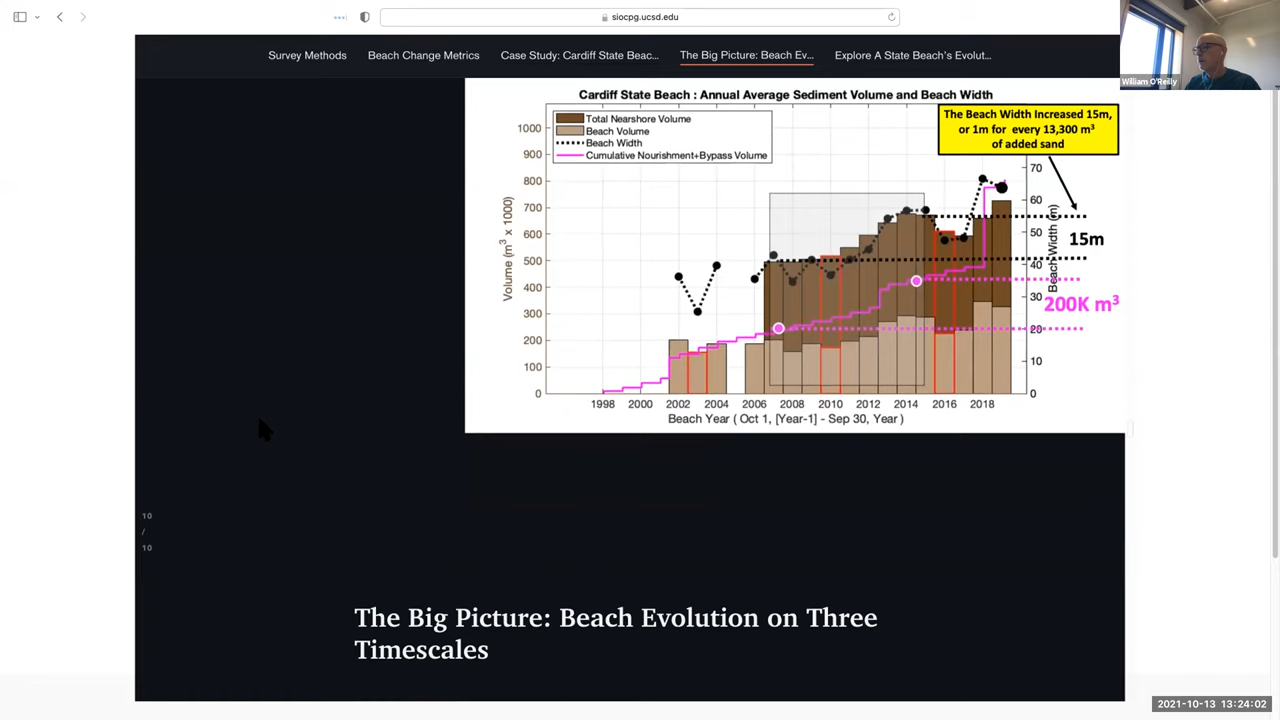 siocpg.ucsd.edu
William O'Reilly
Survey Methods
Beach Change Metrics
Case Study: Cardiff State Beac...
The Big Picture: Beach Ev...
Explore A State Beach's Evolut...
Cardiff State Beach : Annual Average Sediment Volume and Beach Width
Total Nearshore Volume
Beach Volume
Beach Width
Cumulative Nourishment+Bypass Volume
The Beach Width Increased 15m,
or 1m for every 13,300 m³
of added sand
Volume (m³ x 1000)
1000
900
800
700
600
500
400
300
200
100
0
70
60
50
40
30
20
10
0
Beach Width (m)
15m
200K m³
1998 2000 2002 2004 2006 2008 2010 2012 2014 2016 2018
Beach Year ( Oct 1, [Year-1] - Sep 30, Year )
10
/
10
The Big Picture: Beach Evolution on Three
Timescales
2021-10-13 13:24:02